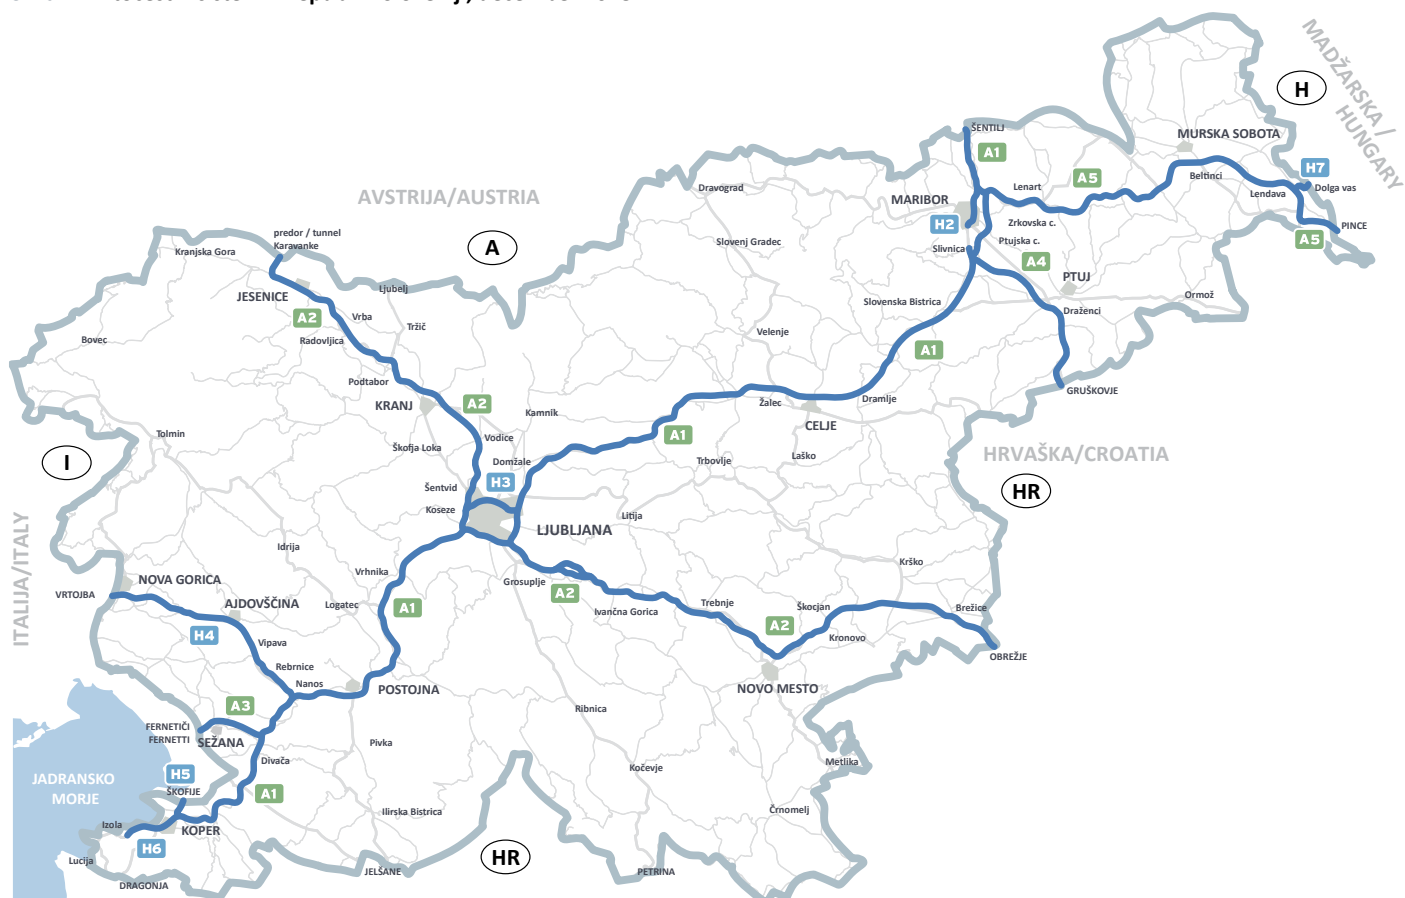 MADŽARSKA /
HUNGARY
H
ŠENTILJ
MURSKA SOBOTA
A1
H7
A5
Beltinci
Dolga vas
Lendava
Lenart
Dravograd
AVSTRIJA/AUSTRIA
MARIBOR
H2
Zrkovska c.
PINCE
A5
predor / tunnel
Karavanke
Kranjska Gora
A
Slovenj Gradec
Slivnica
Ptujska c.
A4
PTUJ
JESENICE
Ljubelj
Slovenska Bistrica
Ormož
Draženci
A2
Vrba
Tržič
Radovljica
Bovec
Velenje
A1
Podtabor
KRANJ
A2
Kamnik
Žalec
Dramlje
GRUŠKOVJE
CELJE
Tolmin
Vodice
A1
Škofja Loka
Domžale
Trbovlje
Laško
HRVAŠKA/CROATIA
I
HR
H3
Šentvid
Koseze
LJUBLJANA
Litija
ITALIJA/ITALY
Idrija
Vrhnika
Krško
NOVA GORICA
Grosuplje
VRTOJBA
AJDOVŠČINA
Logatec
A1
A2
Ivančna Gorica
Trebnje
Škocjan
Brežice
H4
A2
Kronovo
Vipava
OBREŽJE
Rebrnice
Nanos
POSTOJNA
NOVO MESTO
A3
Ribnica
FERNETIČI
FERNETTI
SEŽANA
Pivka
Divača
Kočevje
Metlika
JADRANSKO
MORJE
H5
ŠKOFIJE
A1
Ilirska Bistrica
Črnomelj
Izola
KOPER
H6
HR
Lucija
DRAGONJA
JELŠANE
PETRINA